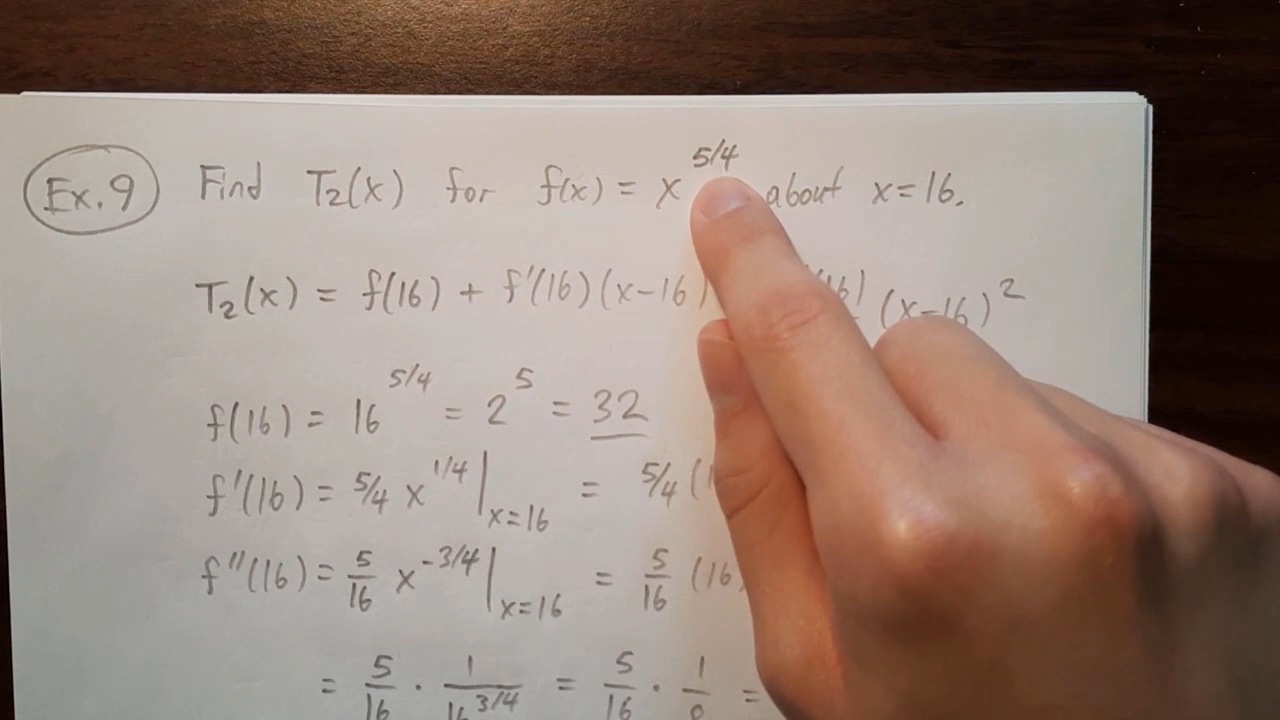 Ex. 9 Find T₂(x) for f(x) = x^5/4 about x=16.
T₂(x) = f(16) + f'(16)(x-16) (16) (x-16)²
f(16) = 16^5/4 = 2^5 = 32
f'(16) = 5/4 x^1/4 |x=16 = 5/4 (
f''(16) = 5/16 x^-3/4 |x=16 = 5/16 (16
= 5/16 · 1/16^3/4 = 5/16 · 1/ =